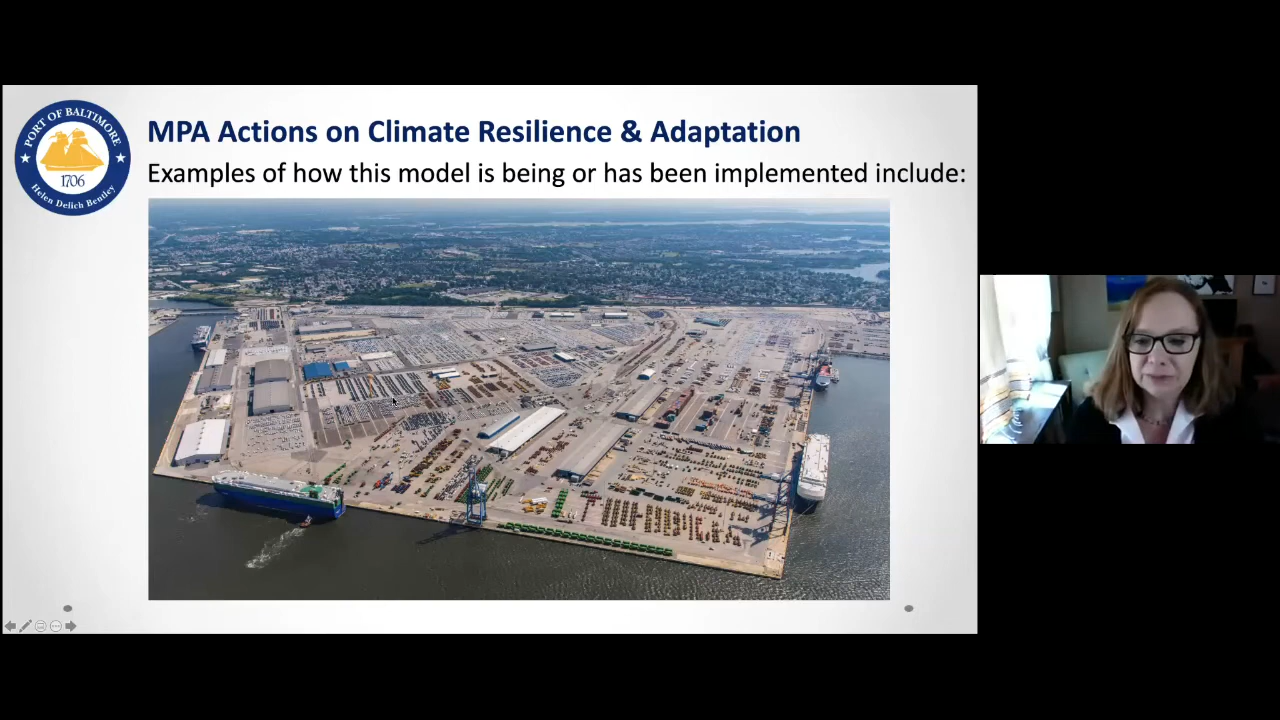 PORT OF BALTIMORE
1706
Helen Delich Bentley
MPA Actions on Climate Resilience & Adaptation
Examples of how this model is being or has been implemented include: